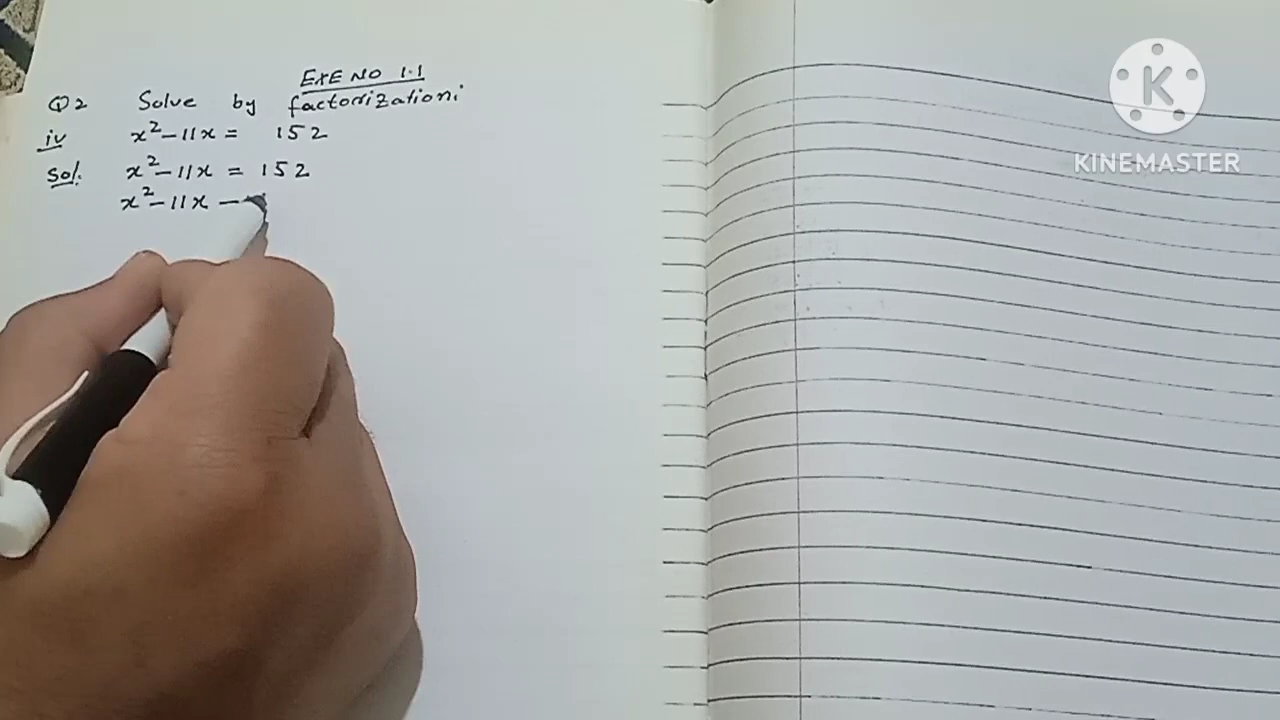 EXE NO 1.1
Q2 Solve by factorization:
iv x² - 11x = 152
Sol. x² - 11x = 152
x² - 11x -
K
KINEMASTER